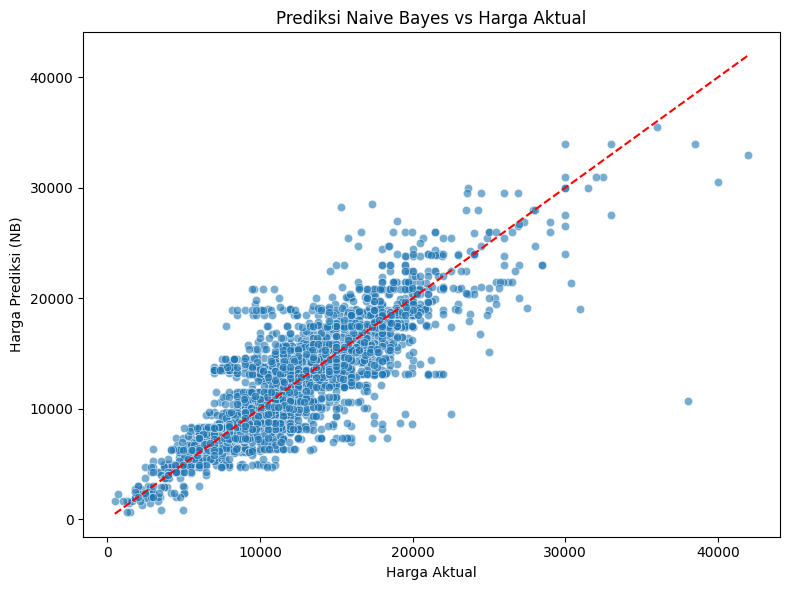 Prediksi Naive Bayes vs Harga Aktual
Harga Prediksi (NB)
40000
30000
20000
10000
0
0 10000 20000 30000 40000
Harga Aktual